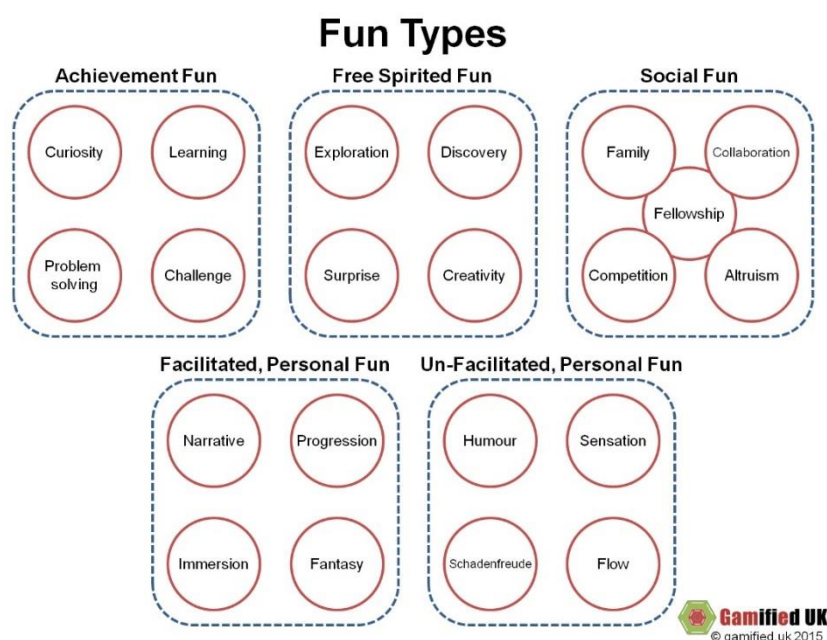 Fun Types
Achievement Fun
Curiosity
Learning
Problem
solving
Challenge
Free Spirited Fun
Exploration
Discovery
Surprise
Creativity
Social Fun
Family
Collaboration
Fellowship
Competition
Altruism
Facilitated, Personal Fun
Narrative
Progression
Immersion
Fantasy
Un-Facilitated, Personal Fun
Humour
Sensation
Schadenfreude
Flow
Gamified UK
© gamified.uk 2015